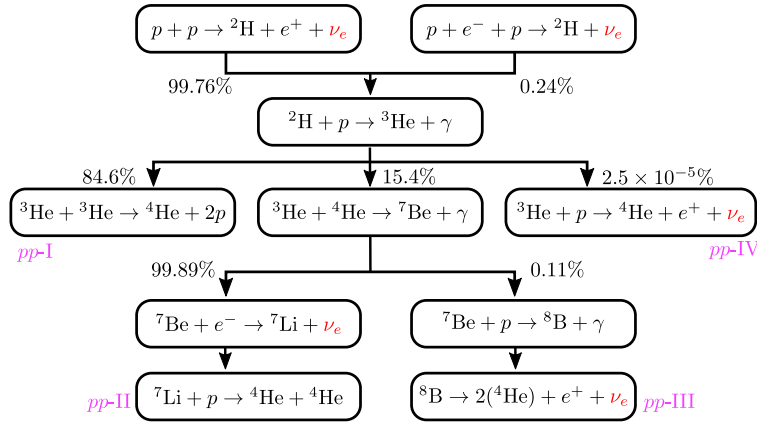 p + p → ²H + e⁺ + νₑ
p + e⁻ + p → ²H + νₑ
99.76%
0.24%
²H + p → ³He + γ
84.6%
15.4%
2.5 × 10⁻⁵%
³He + ³He → ⁴He + 2p
³He + ⁴He → ⁷Be + γ
³He + p → ⁴He + e⁺ + νₑ
pp-I
pp-IV
99.89%
0.11%
⁷Be + e⁻ → ⁷Li + νₑ
⁷Be + p → ⁸B + γ
⁷Li + p → ⁴He + ⁴He
⁸B → 2(⁴He) + e⁺ + νₑ
pp-II
pp-III